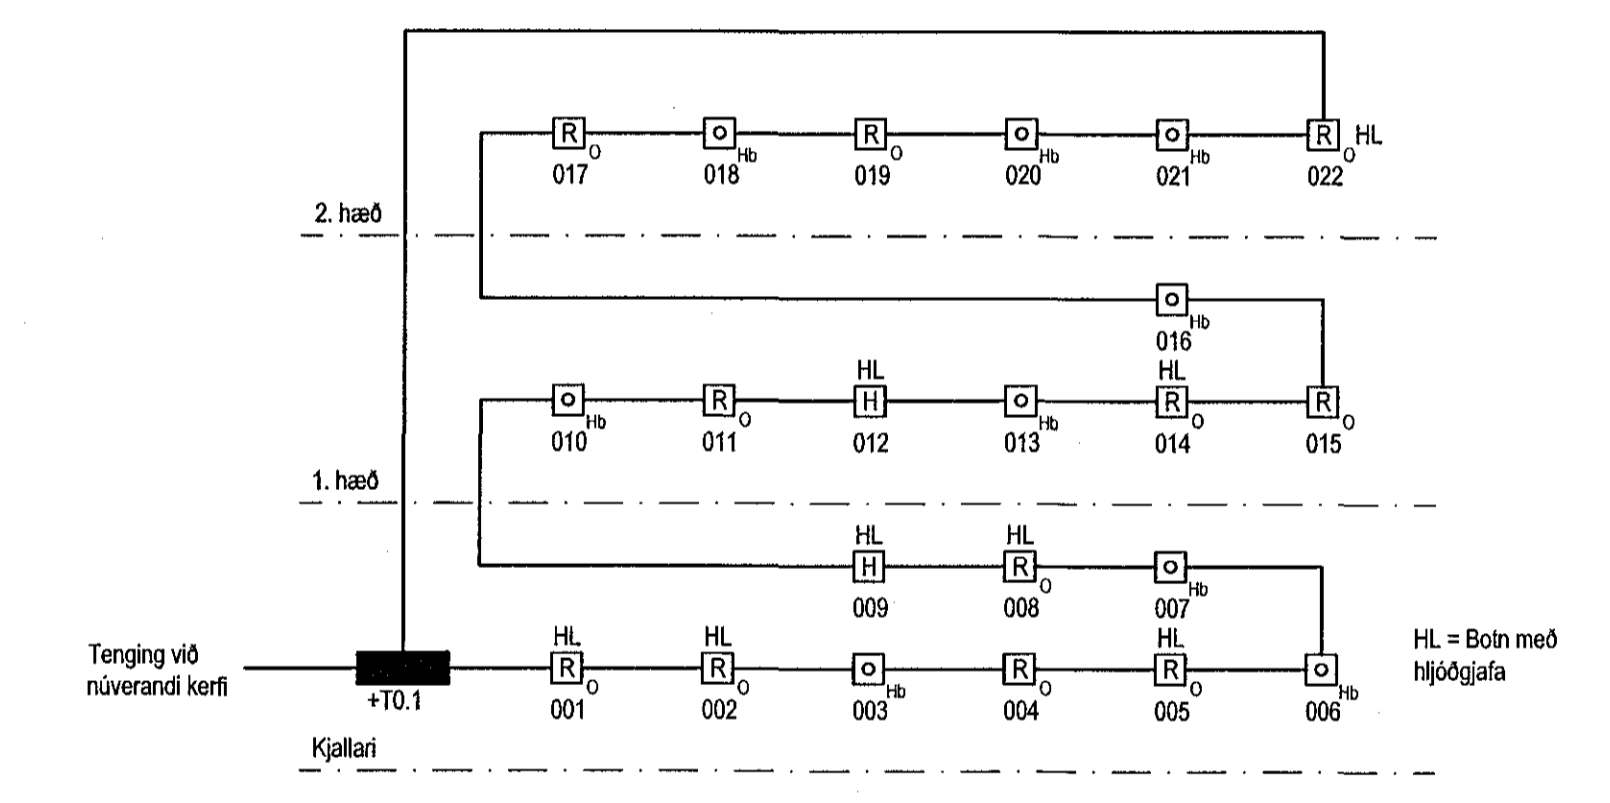 R O
017
o Hb
018
R O
019
o Hb
020
o Hb
021
R O HL
022
2. hæð
o Hb
016
HL
HL
o Hb
010
R O
011
H
012
o Hb
013
R O
014
R O
015
1. hæð
HL
HL
H
009
R O
008
o Hb
007
HL
HL
HL
Tenging við
núverandi kerfi
+T0.1
R O
001
R O
002
o Hb
003
R O
004
R O
005
o Hb
006
HL = Botn með
hljóðgjafa
Kjallari